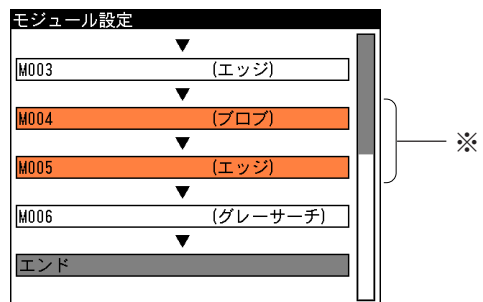 モジュール設定
▼
M003 (エッジ)
▼
M004 (ブロブ)
▼
M005 (エッジ)
▼
M006 (グレーサーチ)
▼
エンド
※